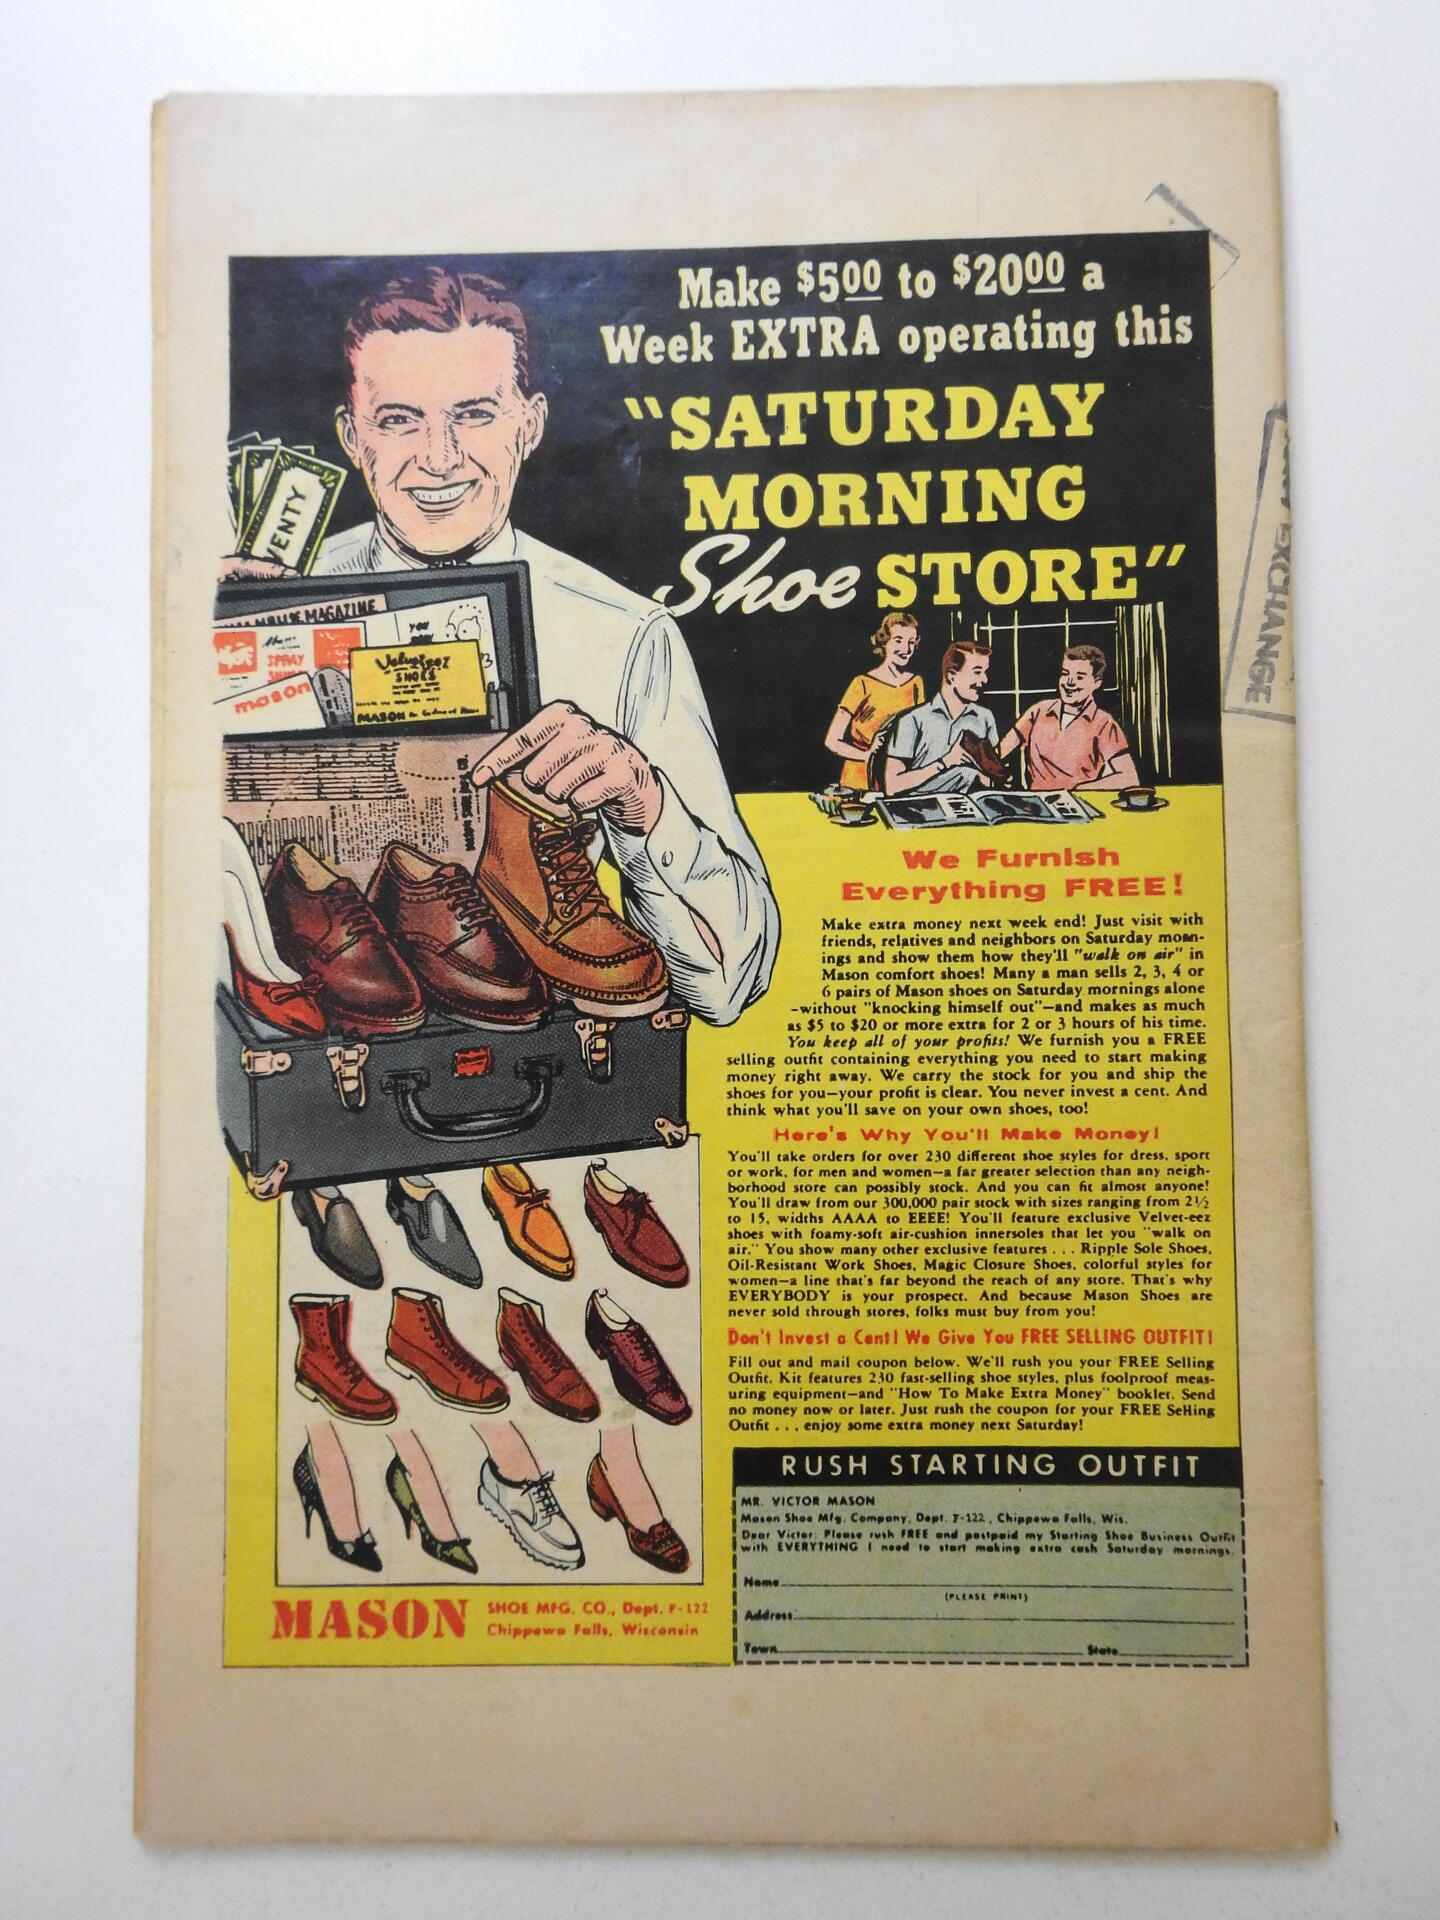 Make $5.00 to $20.00 a
Week EXTRA operating this
"SATURDAY
MORNING
Shoe STORE"
VENTY
MAGAZINE
SPRAY
mason
YOU
Velvet-eez
SHOES
MASON
EXCHANGE
We Furnish
Everything FREE!
Make extra money next week end! Just visit with
friends, relatives and neighbors on Saturday morn-
ings and show them how they'll "walk on air" in
Mason comfort shoes! Many a man sells 2, 3, 4 or
6 pairs of Mason shoes on Saturday mornings alone
-without "knocking himself out"—and makes as much
as $5 to $20 or more extra for 2 or 3 hours of his time.
You keep all of your profits! We furnish you a FREE
selling outfit containing everything you need to start making
money right away. We carry the stock for you and ship the
shoes for you—your profit is clear. You never invest a cent. And
think what you'll save on your own shoes, too!
Here's Why You'll Make Money!
You'll take orders for over 230 different shoe styles for dress, sport
or work, for men and women—a far greater selection than any neigh-
borhood store can possibly stock. And you can fit almost anyone!
You'll draw from our 300,000 pair stock with sizes ranging from 2½
to 15, widths AAAA to EEEE! You'll feature exclusive Velvet-eez
shoes with foamy-soft air-cushion innersoles that let you "walk on
air." You show many other exclusive features . . . Ripple Sole Shoes,
Oil-Resistant Work Shoes, Magic Closure Shoes, colorful styles for
women—a line that's far beyond the reach of any store. That's why
EVERYBODY is your prospect. And because Mason Shoes are
never sold through stores, folks must buy from you!
Don't Invest a Cent! We Give You FREE SELLING OUTFIT!
Fill out and mail coupon below. We'll rush you your FREE Selling
Outfit. Kit features 230 fast-selling shoe styles, plus foolproof meas-
uring equipment—and "How To Make Extra Money" booklet. Send
no money now or later. Just rush the coupon for your FREE Selling
Outfit . . . enjoy some extra money next Saturday!
RUSH STARTING OUTFIT
MR. VICTOR MASON
Mason Shoe Mfg. Company, Dept. F-122, Chippewa Falls, Wis.
Dear Victor: Please rush FREE and postpaid my Starting Shoe Business Outfit
with EVERYTHING I need to start making extra cash Saturday mornings.
Name
(PLEASE PRINT)
Address
Town State
MASON SHOE MFG. CO., Dept. F-122
Chippewa Falls, Wisconsin